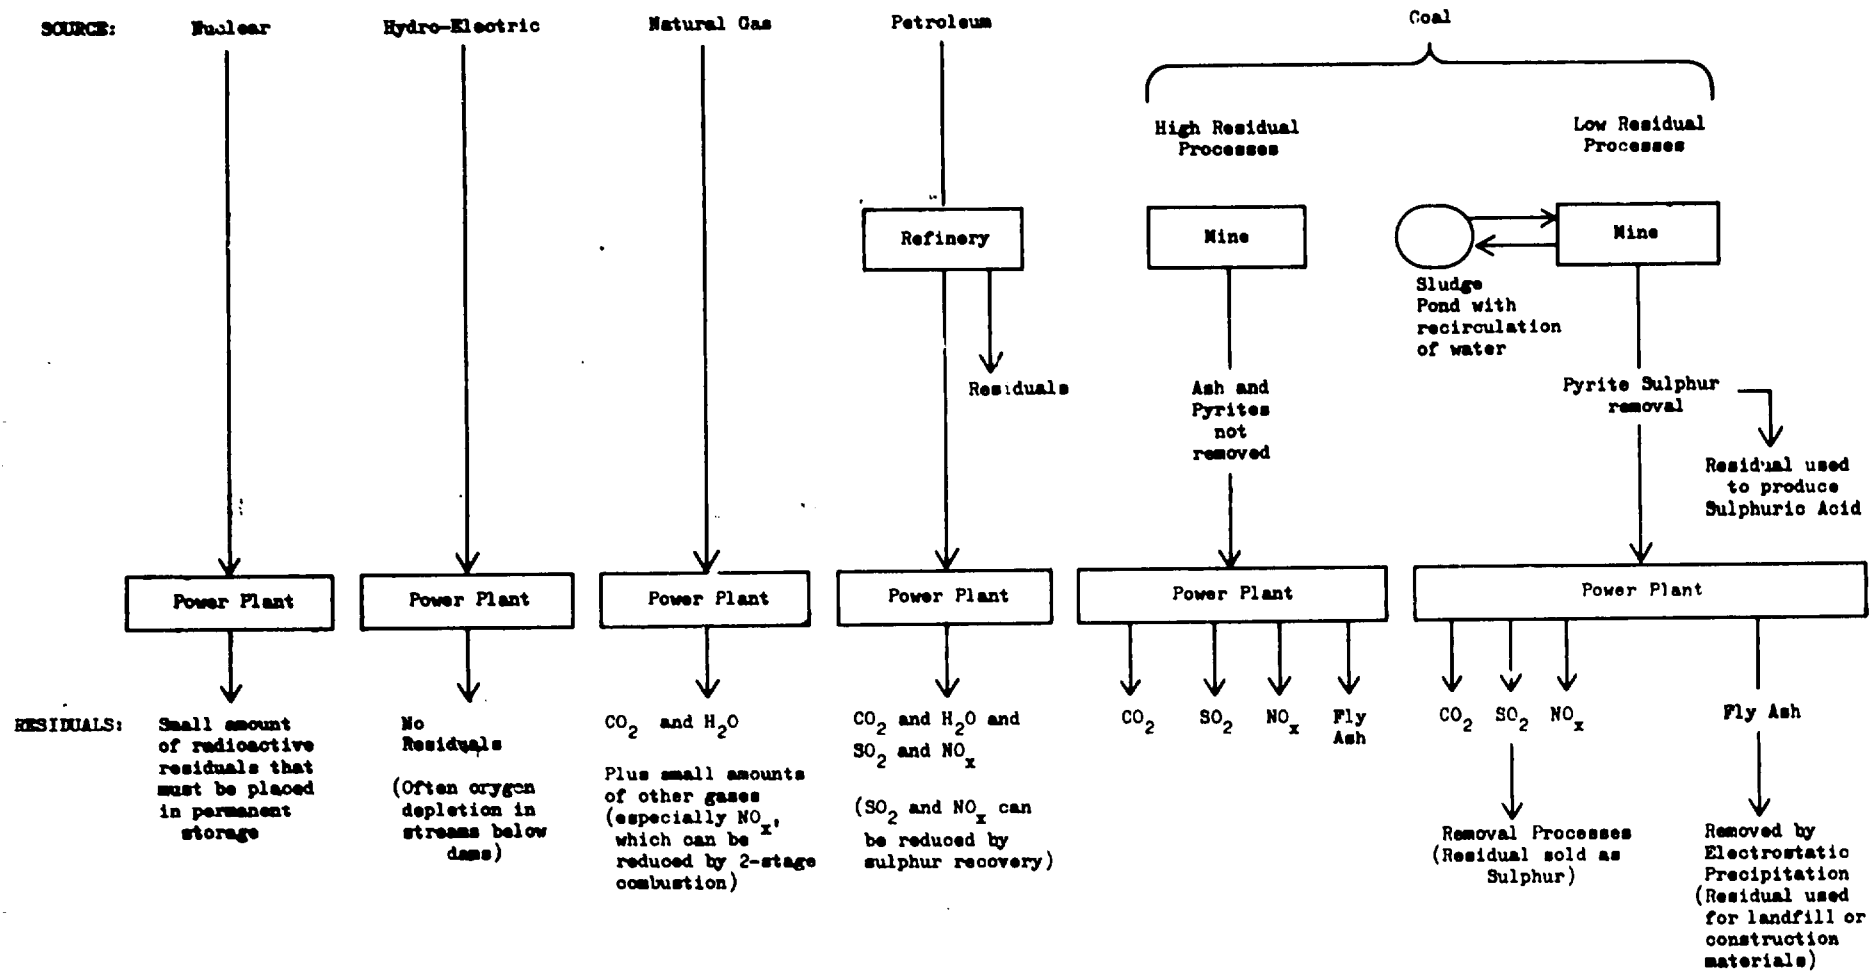 SOURCE:
Nuclear
Hydro-Electric
Natural Gas
Petroleum
Coal
High Residual
Processes
Low Residual
Processes
Refinery
Mine
Mine
Sludge
Pond with
recirculation
of water
Residuals
Ash and
Pyrites
not
removed
Pyrite Sulphur
removal
Residual used
to produce
Sulphuric Acid
Power Plant
Power Plant
Power Plant
Power Plant
Power Plant
Power Plant
RESIDUALS:
Small amount
of radioactive
residuals that
must be placed
in permanent
storage
No
Residuals
(Often oxygen
depletion in
streams below
dams)
CO₂ and H₂O
Plus small amounts
of other gases
(especially NOₓ,
which can be
reduced by 2-stage
combustion)
CO₂ and H₂O and
SO₂ and NOₓ
(SO₂ and NOₓ can
be reduced by
sulphur recovery)
CO₂
SO₂
NOₓ
Fly
Ash
CO₂
SO₂
NOₓ
Fly Ash
Removal Processes
(Residual sold as
Sulphur)
Removed by
Electrostatic
Precipitation
(Residual used
for landfill or
construction
materials)